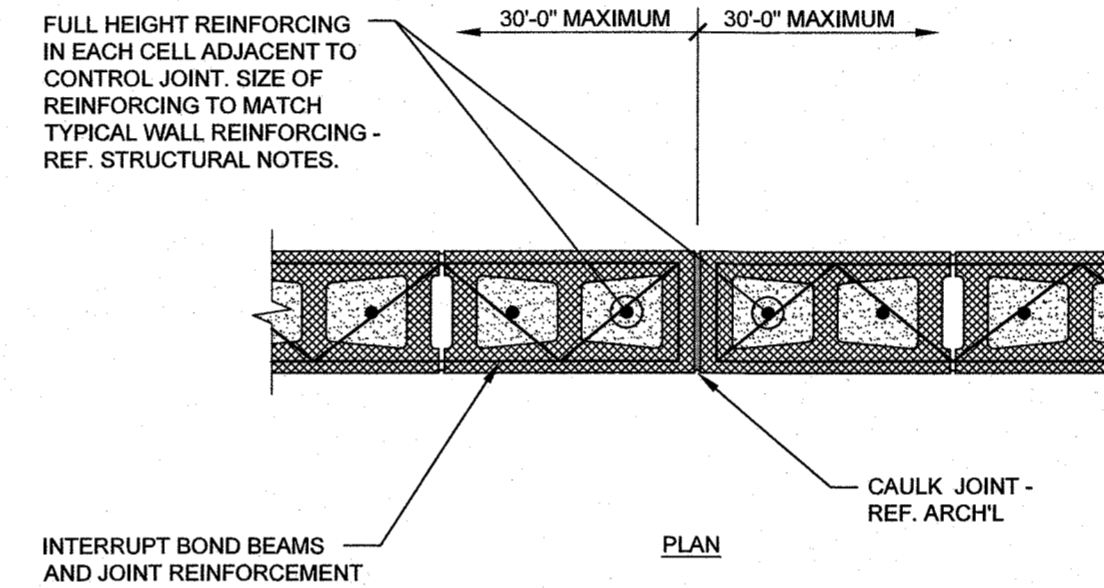 FULL HEIGHT REINFORCING
IN EACH CELL ADJACENT TO
CONTROL JOINT. SIZE OF
REINFORCING TO MATCH
TYPICAL WALL REINFORCING -
REF. STRUCTURAL NOTES.
30'-0" MAXIMUM
30'-0" MAXIMUM
CAULK JOINT -
REF. ARCH'L
INTERRUPT BOND BEAMS
AND JOINT REINFORCEMENT
PLAN